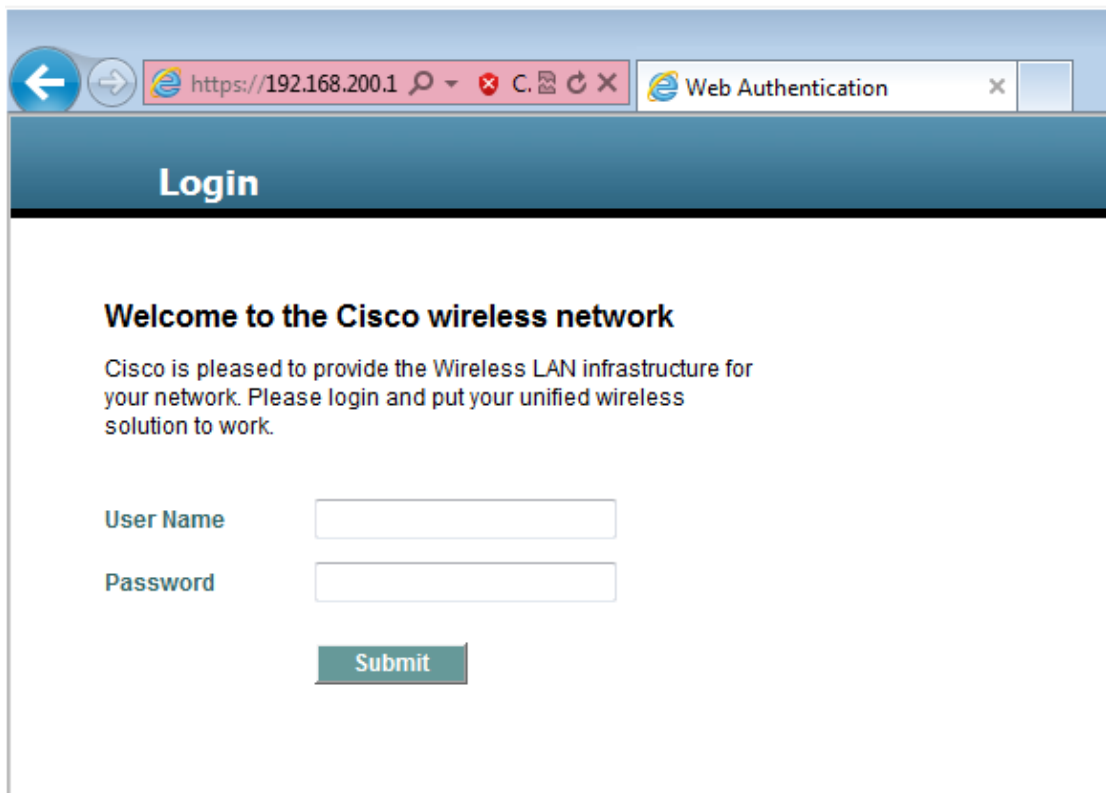 https://192.168.200.1 C. Web Authentication
Login
Welcome to the Cisco wireless network
Cisco is pleased to provide the Wireless LAN infrastructure for
your network. Please login and put your unified wireless
solution to work.
User Name
Password
Submit